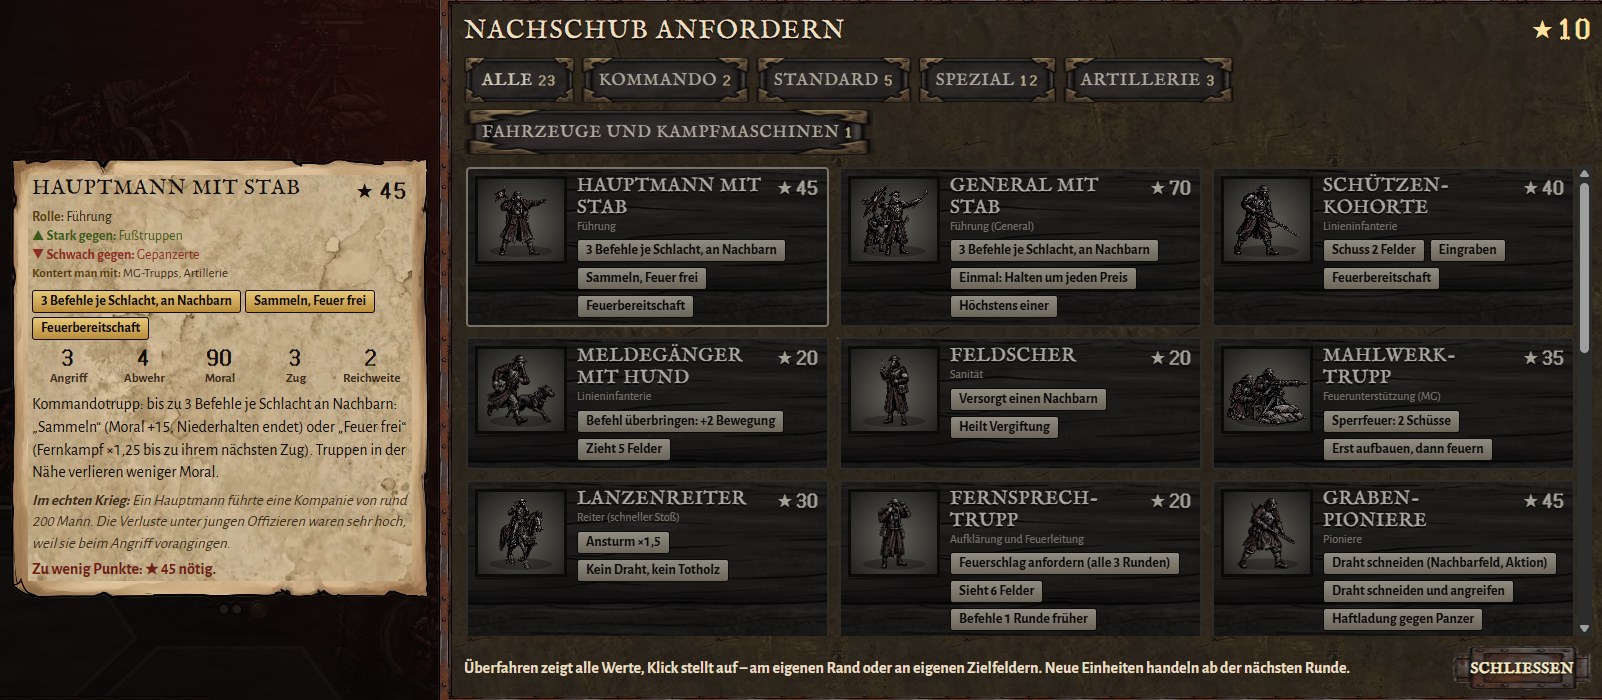 HAUPTMANN MIT STAB ★ 45
Rolle: Führung
▲ Stark gegen: Fußtruppen
▼ Schwach gegen: Gepanzerte
Kontert man mit: MG-Trupps, Artillerie
3 Befehle je Schlacht, an Nachbarn
Sammeln, Feuer frei
Feuerbereitschaft
3 4 90 3 2
Angriff Abwehr Moral Zug Reichweite
Kommandotrupp: bis zu 3 Befehle je Schlacht an Nachbarn:
„Sammeln“ (Moral +15, Niederhalten endet) oder „Feuer frei“
(Fernkampf ×1,25 bis zu ihrem nächsten Zug). Truppen in der
Nähe verlieren weniger Moral.
Im echten Krieg: Ein Hauptmann führte eine Kompanie von rund
200 Mann. Die Verluste unter jungen Offizieren waren sehr hoch,
weil sie beim Angriff vorangingen.
Zu wenig Punkte: ★ 45 nötig.
NACHSCHUB ANFORDERN
★ 10
ALLE 23
KOMMANDO 2
STANDARD 5
SPEZIAL 12
ARTILLERIE 3
FAHRZEUGE UND KAMPFMASCHINEN 1
HAUPTMANN MIT
STAB
★ 45
Führung
3 Befehle je Schlacht, an Nachbarn
Sammeln, Feuer frei
Feuerbereitschaft
GENERAL MIT
STAB
★ 70
Führung (General)
3 Befehle je Schlacht, an Nachbarn
Einmal: Halten um jeden Preis
Höchstens einer
SCHÜTZEN-
KOHORTE
★ 40
Linieninfanterie
Schuss 2 Felder
Eingraben
Feuerbereitschaft
MELDEGÄNGER
MIT HUND
★ 20
Linieninfanterie
Befehl überbringen: +2 Bewegung
Zieht 5 Felder
FELDSCHER
★ 20
Sanität
Versorgt einen Nachbarn
Heilt Vergiftung
MAHLWERK-
TRUPP
★ 35
Feuerunterstützung (MG)
Sperrfeuer: 2 Schüsse
Erst aufbauen, dann feuern
LANZENREITER
★ 30
Reiter (schneller Stoß)
Ansturm ×1,5
Kein Draht, kein Totholz
FERNSPRECH-
TRUPP
★ 20
Aufklärung und Feuerleitung
Feuerschlag anfordern (alle 3 Runden)
Sieht 6 Felder
Befehle 1 Runde früher
GRABEN-
PIONIERE
★ 45
Pioniere
Draht schneiden (Nachbarfeld, Aktion)
Draht schneiden und angreifen
Haftladung gegen Panzer
Überfahren zeigt alle Werte, Klick stellt auf – am eigenen Rand oder an eigenen Zielfeldern. Neue Einheiten handeln ab der nächsten Runde.
SCHLIESSEN